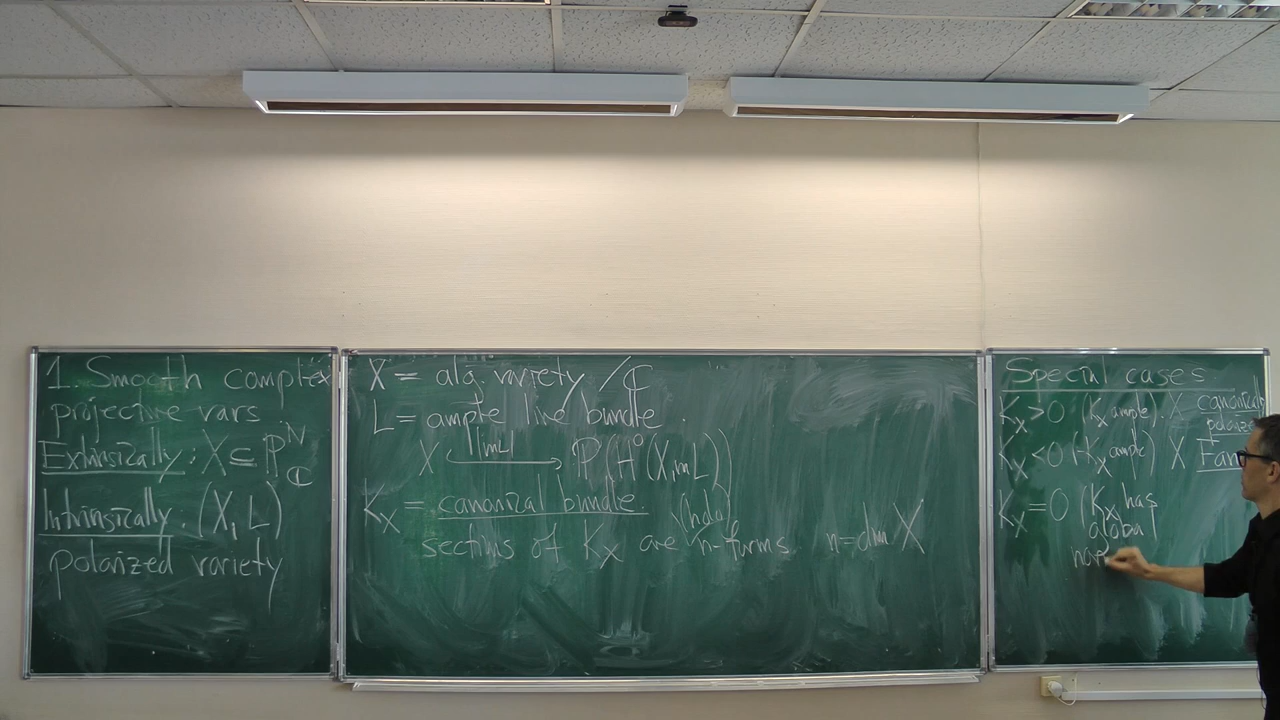 1. Smooth complex
projective vars
Extrinsically: X ⊆ ℙ^N_ℂ
Intrinsically. (X, L)
polarized variety
X = alg. variety /ℂ
L = ample line bundle.
X ↪ |mL| → ℙ(H⁰(X, mL))
K_X = canonical bundle.
sections of K_X are (holo) n-forms. n=dim X
Special cases
K_X>0 (K_X ample). X canonically
polarized
K_X<0 (-K_X ample) X Fano
K_X=0 (K_X has
global